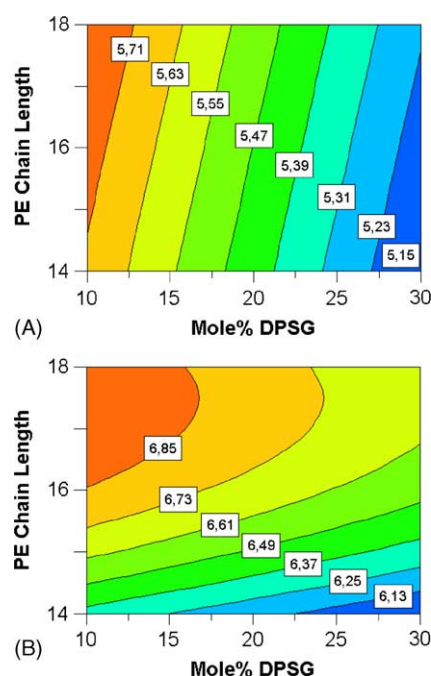 18
16
14
PE Chain Length
5,71
5,63
5,55
5,47
5,39
5,31
5,23
5,15
10 15 20 25 30
(A)
Mole% DPSG
18
16
14
PE Chain Length
6,85
6,73
6,61
6,49
6,37
6,25
6,13
10 15 20 25 30
(B)
Mole% DPSG